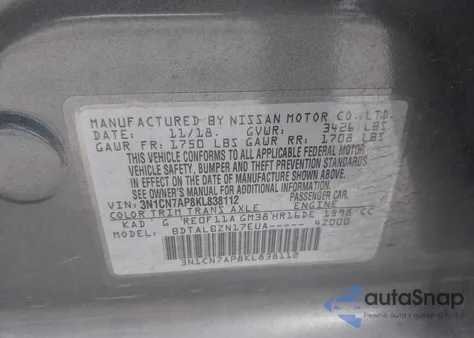 MANUFACTURED BY NISSAN MOTOR CO., LTD.
DATE: 11/18. GVWR: 3426 LBS
GAWR FR: 1750 LBS GAWR RR: 1708 LBS
THIS VEHICLE CONFORMS TO ALL APPLICABLE FEDERAL MOTOR
VEHICLE SAFETY, BUMPER AND THEFT PREVENTION STANDARDS
IN EFFECT ON THE DATE OF MANUFACTURE SHOWN ABOVE.
SEE OWNER'S MANUAL FOR ADDITIONAL INFORMATION
VIN: 3N1CN7AP8KL838112 PASSENGER CAR
COLOR TRIM TRANS AXLE ENGINE
KAD G RE0F11A GM38 HR16DE 1598 CC
MODEL: BDTALGZN17EUA----- 42000
3N1CN7AP8KL838112
autoSnap